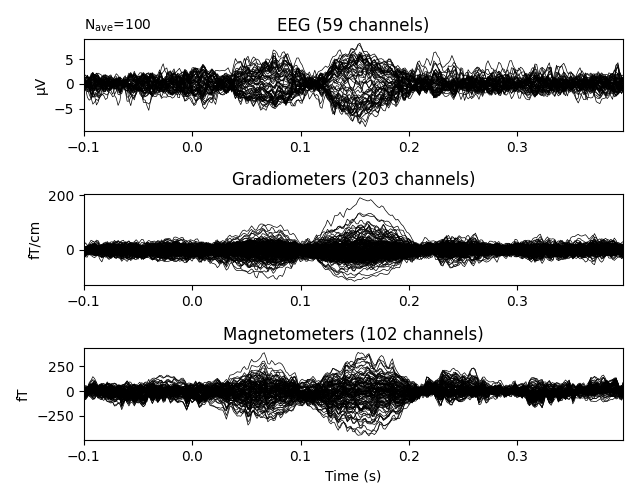 Nave=100
EEG (59 channels)
µV
5
0
−5
−0.1 0.0 0.1 0.2 0.3
Gradiometers (203 channels)
fT/cm
200
0
−0.1 0.0 0.1 0.2 0.3
Magnetometers (102 channels)
fT
250
0
−250
−0.1 0.0 0.1 0.2 0.3
Time (s)